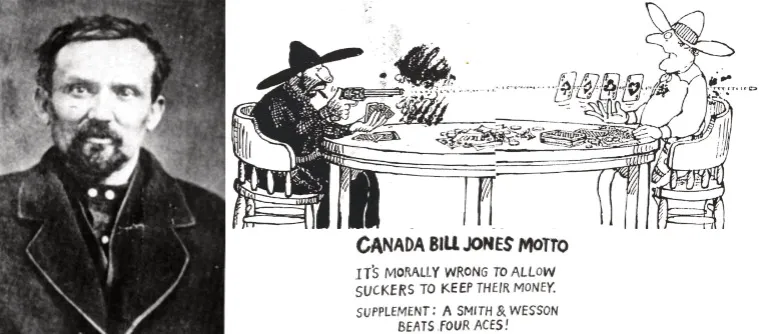 CANADA BILL JONES MOTTO
IT'S MORALLY WRONG TO ALLOW
SUCKERS TO KEEP THEIR MONEY.
SUPPLEMENT: A SMITH & WESSON
BEATS FOUR ACES!